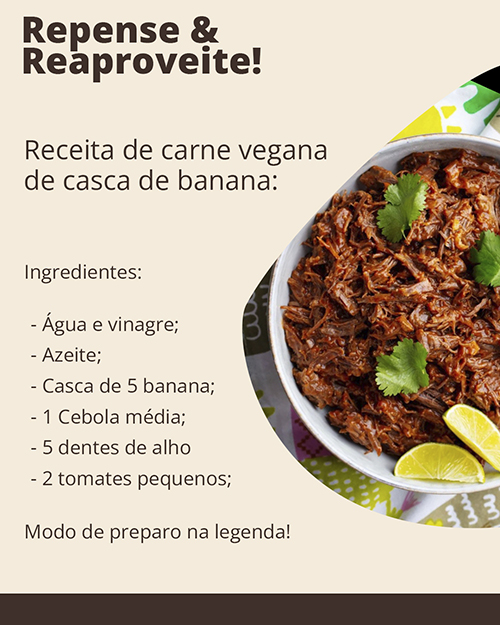 Repense &
Reaproveite!
Receita de carne vegana
de casca de banana:
Ingredientes:
- Água e vinagre;
- Azeite;
- Casca de 5 banana;
- 1 Cebola média;
- 5 dentes de alho
- 2 tomates pequenos;
Modo de preparo na legenda!